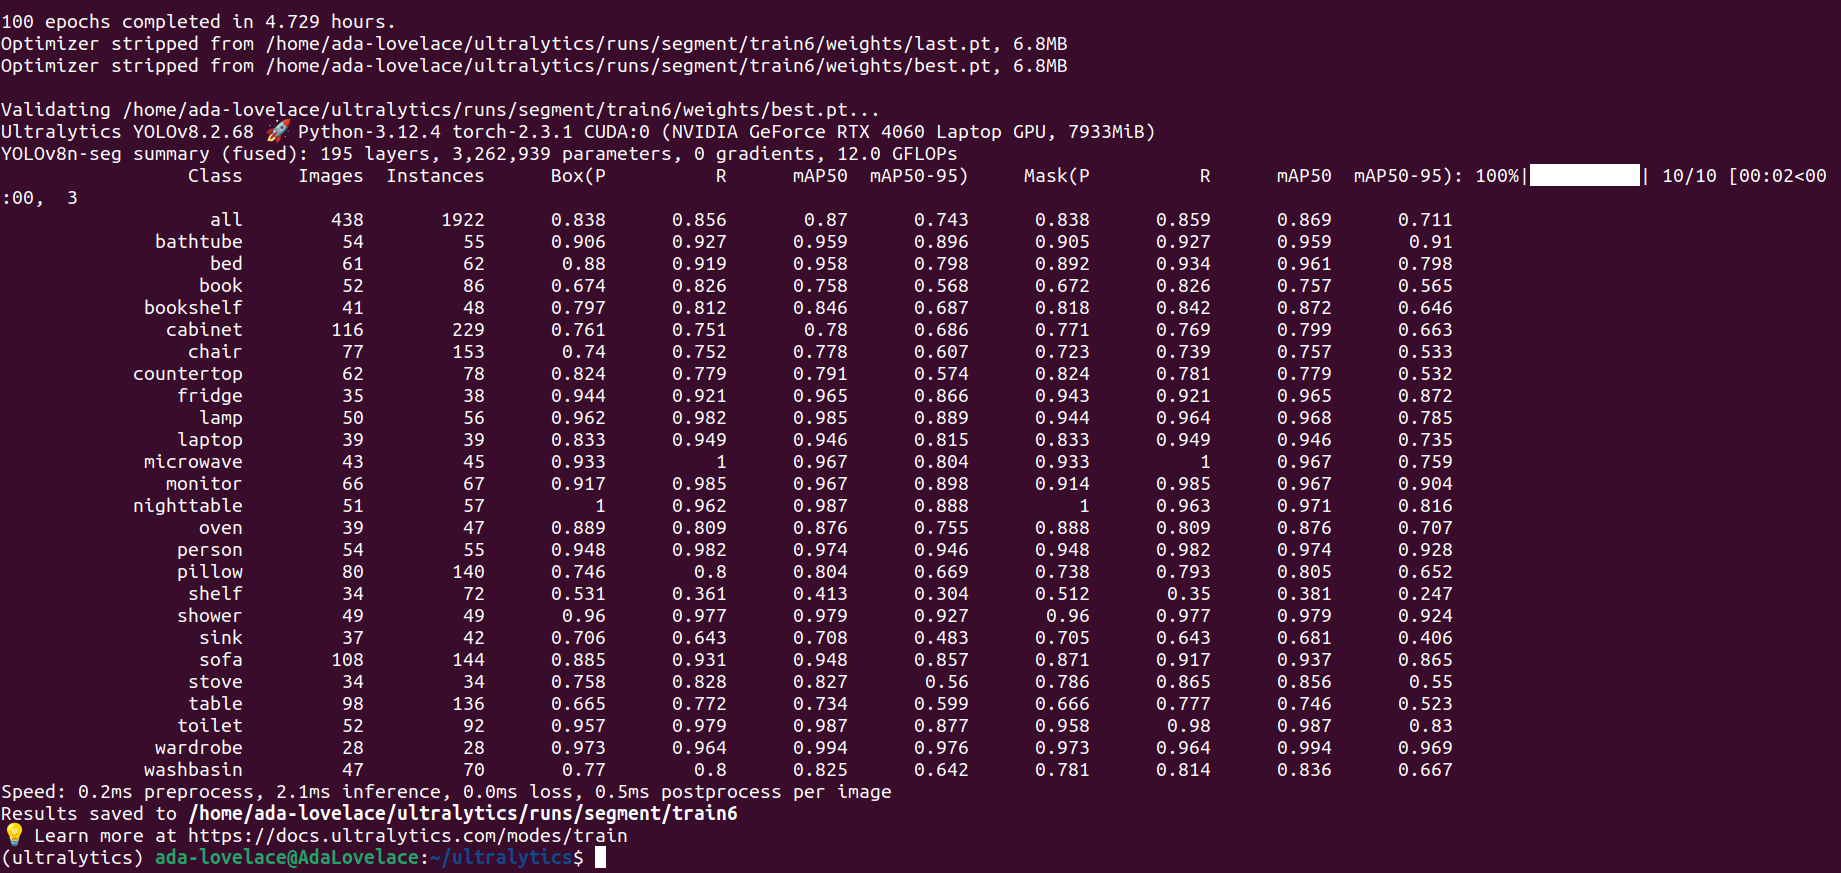 100 epochs completed in 4.729 hours.
Optimizer stripped from /home/ada-lovelace/ultralytics/runs/segment/train6/weights/last.pt, 6.8MB
Optimizer stripped from /home/ada-lovelace/ultralytics/runs/segment/train6/weights/best.pt, 6.8MB
Validating /home/ada-lovelace/ultralytics/runs/segment/train6/weights/best.pt...
Ultralytics YOLOv8.2.68 🚀 Python-3.12.4 torch-2.3.1 CUDA:0 (NVIDIA GeForce RTX 4060 Laptop GPU, 7933MiB)
YOLOv8n-seg summary (fused): 195 layers, 3,262,939 parameters, 0 gradients, 12.0 GFLOPs
Class Images Instances Box(P R mAP50 mAP50-95) Mask(P R mAP50 mAP50-95): 100%|██████████| 10/10 [00:02<00
:00, 3
all 438 1922 0.838 0.856 0.87 0.743 0.838 0.859 0.869 0.711
bathtube 54 55 0.906 0.927 0.959 0.896 0.905 0.927 0.959 0.91
bed 61 62 0.88 0.919 0.958 0.798 0.892 0.934 0.961 0.798
book 52 86 0.674 0.826 0.758 0.568 0.672 0.826 0.757 0.565
bookshelf 41 48 0.797 0.812 0.846 0.687 0.818 0.842 0.872 0.646
cabinet 116 229 0.761 0.751 0.78 0.686 0.771 0.769 0.799 0.663
chair 77 153 0.74 0.752 0.778 0.607 0.723 0.739 0.757 0.533
countertop 62 78 0.824 0.779 0.791 0.574 0.824 0.781 0.779 0.532
fridge 35 38 0.944 0.921 0.965 0.866 0.943 0.921 0.965 0.872
lamp 50 56 0.962 0.982 0.985 0.889 0.944 0.964 0.968 0.785
laptop 39 39 0.833 0.949 0.946 0.815 0.833 0.949 0.946 0.735
microwave 43 45 0.933 1 0.967 0.804 0.933 1 0.967 0.759
monitor 66 67 0.917 0.985 0.967 0.898 0.914 0.985 0.967 0.904
nighttable 51 57 1 0.962 0.987 0.888 1 0.963 0.971 0.816
oven 39 47 0.889 0.809 0.876 0.755 0.888 0.809 0.876 0.707
person 54 55 0.948 0.982 0.974 0.946 0.948 0.982 0.974 0.928
pillow 80 140 0.746 0.8 0.804 0.669 0.738 0.793 0.805 0.652
shelf 34 72 0.531 0.361 0.413 0.304 0.512 0.35 0.381 0.247
shower 49 49 0.96 0.977 0.979 0.927 0.96 0.977 0.979 0.924
sink 37 42 0.706 0.643 0.708 0.483 0.705 0.643 0.681 0.406
sofa 108 144 0.885 0.931 0.948 0.857 0.871 0.917 0.937 0.865
stove 34 34 0.758 0.828 0.827 0.56 0.786 0.865 0.856 0.55
table 98 136 0.665 0.772 0.734 0.599 0.666 0.777 0.746 0.523
toilet 52 92 0.957 0.979 0.987 0.877 0.958 0.98 0.987 0.83
wardrobe 28 28 0.973 0.964 0.994 0.976 0.973 0.964 0.994 0.969
washbasin 47 70 0.77 0.8 0.825 0.642 0.781 0.814 0.836 0.667
Speed: 0.2ms preprocess, 2.1ms inference, 0.0ms loss, 0.5ms postprocess per image
Results saved to /home/ada-lovelace/ultralytics/runs/segment/train6
💡 Learn more at https://docs.ultralytics.com/modes/train
(ultralytics) ada-lovelace@AdaLovelace:~/ultralytics$